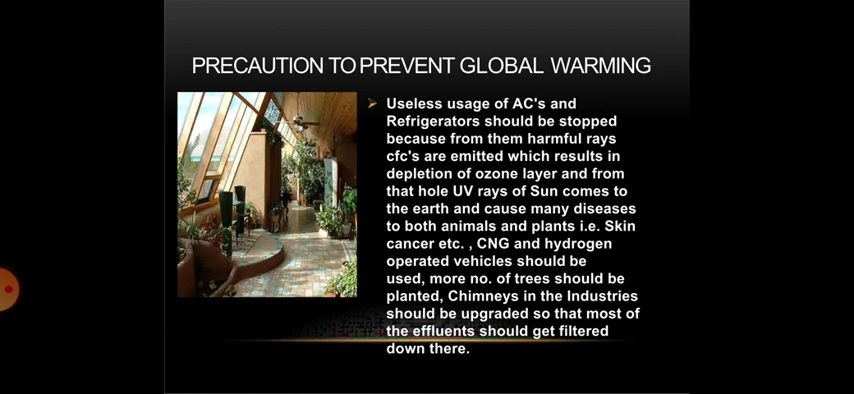 PRECAUTION TO PREVENT GLOBAL WARMING
Useless usage of AC's and
Refrigerators should be stopped
because from them harmful rays
cfc's are emitted which results in
depletion of ozone layer and from
that hole UV rays of Sun comes to
the earth and cause many diseases
to both animals and plants i.e. Skin
cancer etc. , CNG and hydrogen
operated vehicles should be
used, more no. of trees should be
planted, Chimneys in the Industries
should be upgraded so that most of
the effluents should get filtered
down there.